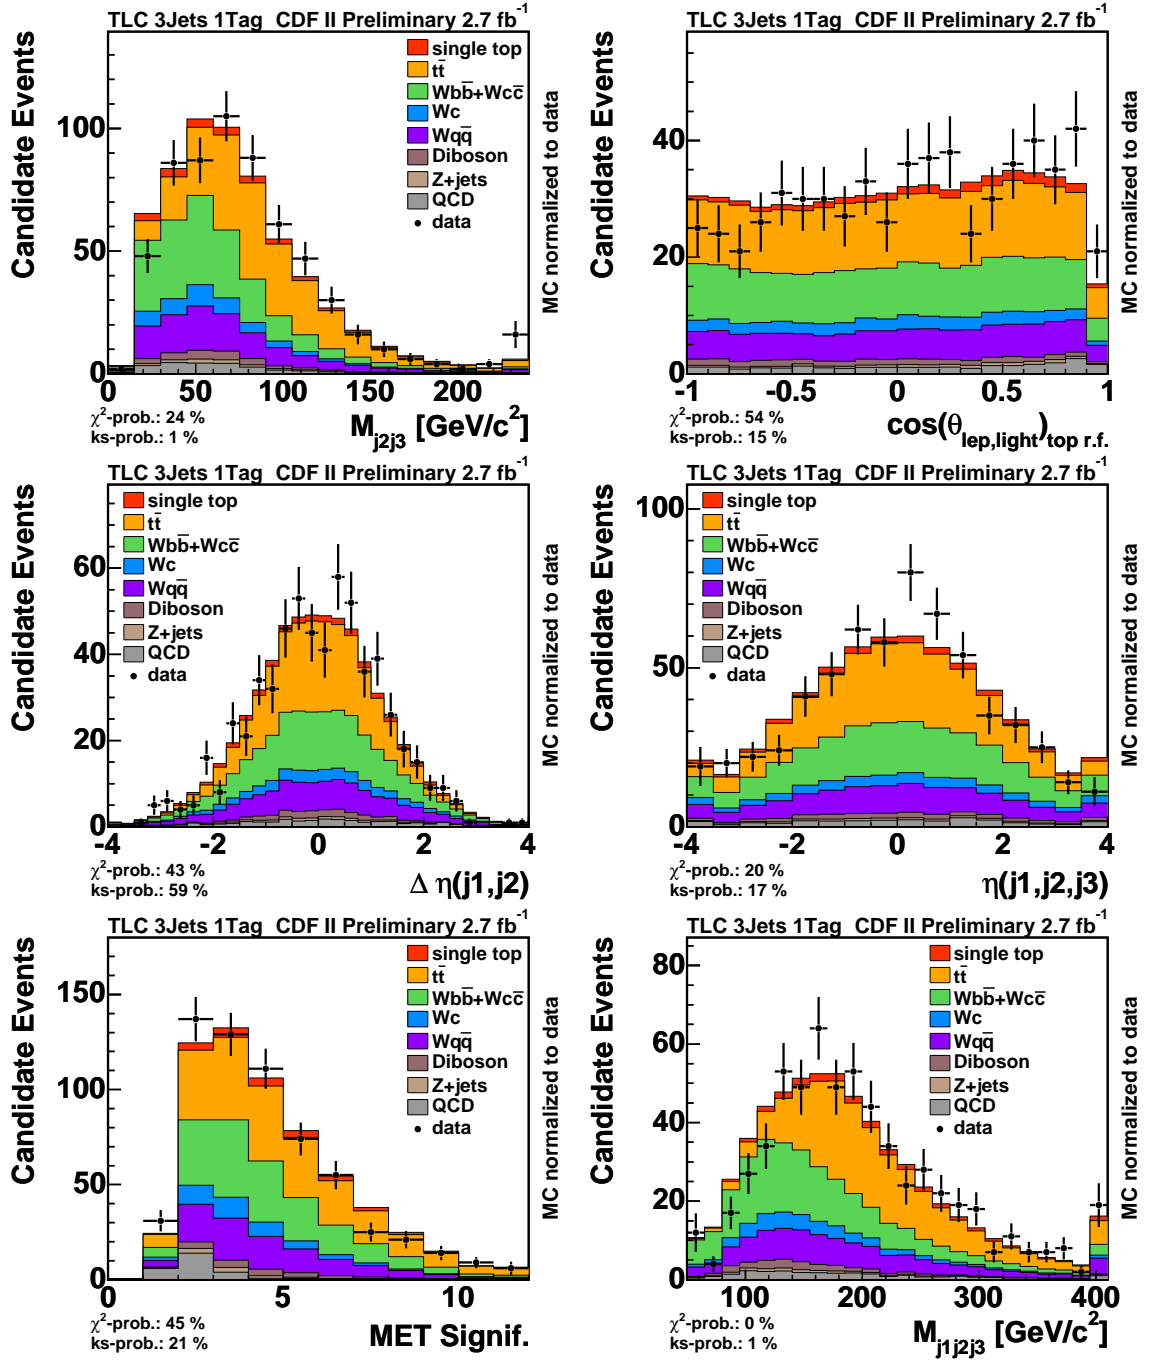 TLC 3Jets 1Tag CDF II Preliminary 2.7 fb⁻¹
Candidate Events
100
50
0
single top
tt̄
Wbb̄+Wcc̄
Wc
Wqq̄
Diboson
Z+jets
QCD
data
MC normalized to data
0 50 100 150 200
χ²-prob.: 24 %
ks-prob.: 1 %
M_j2j3 [GeV/c²]
TLC 3Jets 1Tag CDF II Preliminary 2.7 fb⁻¹
Candidate Events
40
20
0
MC normalized to data
-1 -0.5 0 0.5 1
χ²-prob.: 54 %
ks-prob.: 15 %
cos(θ_lep,light)_top r.f.
TLC 3Jets 1Tag CDF II Preliminary 2.7 fb⁻¹
Candidate Events
60
40
20
0
single top
tt̄
Wbb̄+Wcc̄
Wc
Wqq̄
Diboson
Z+jets
QCD
data
MC normalized to data
-4 -2 0 2 4
χ²-prob.: 43 %
ks-prob.: 59 %
Δ η(j1,j2)
TLC 3Jets 1Tag CDF II Preliminary 2.7 fb⁻¹
Candidate Events
100
50
0
single top
tt̄
Wbb̄+Wcc̄
Wc
Wqq̄
Diboson
Z+jets
QCD
data
MC normalized to data
-4 -2 0 2 4
χ²-prob.: 20 %
ks-prob.: 17 %
η(j1,j2,j3)
TLC 3Jets 1Tag CDF II Preliminary 2.7 fb⁻¹
Candidate Events
150
100
50
0
single top
tt̄
Wbb̄+Wcc̄
Wc
Wqq̄
Diboson
Z+jets
QCD
data
MC normalized to data
0 5 10
χ²-prob.: 45 %
ks-prob.: 21 %
MET Signif.
TLC 3Jets 1Tag CDF II Preliminary 2.7 fb⁻¹
Candidate Events
80
60
40
20
0
single top
tt̄
Wbb̄+Wcc̄
Wc
Wqq̄
Diboson
Z+jets
QCD
data
MC normalized to data
100 200 300 400
χ²-prob.: 0 %
ks-prob.: 1 %
M_j1j2j3 [GeV/c²]